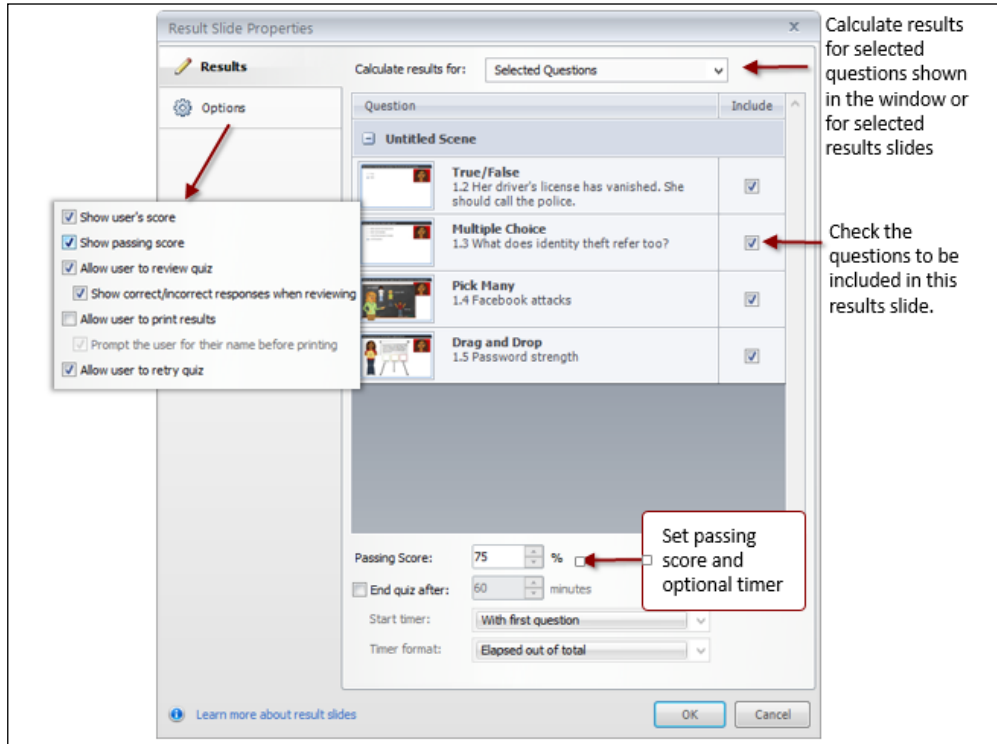 Result Slide Properties
x
Calculate results
for selected
questions shown
in the window or
for selected
results slides
Results
Options
Calculate results for:
Selected Questions
Question
Include
Untitled Scene
True/False
1.2 Her driver's license has vanished. She
should call the police.
Multiple Choice
1.3 What does identity theft refer too?
Pick Many
1.4 Facebook attacks
Drag and Drop
1.5 Password strength
Show user's score
Show passing score
Allow user to review quiz
Show correct/incorrect responses when reviewing
Allow user to print results
Prompt the user for their name before printing
Allow user to retry quiz
Check the
questions to be
included in this
results slide.
Passing Score:
75
%
Set passing
score and
optional timer
End quiz after:
60
minutes
Start timer:
With first question
Timer format:
Elapsed out of total
Learn more about result slides
OK
Cancel